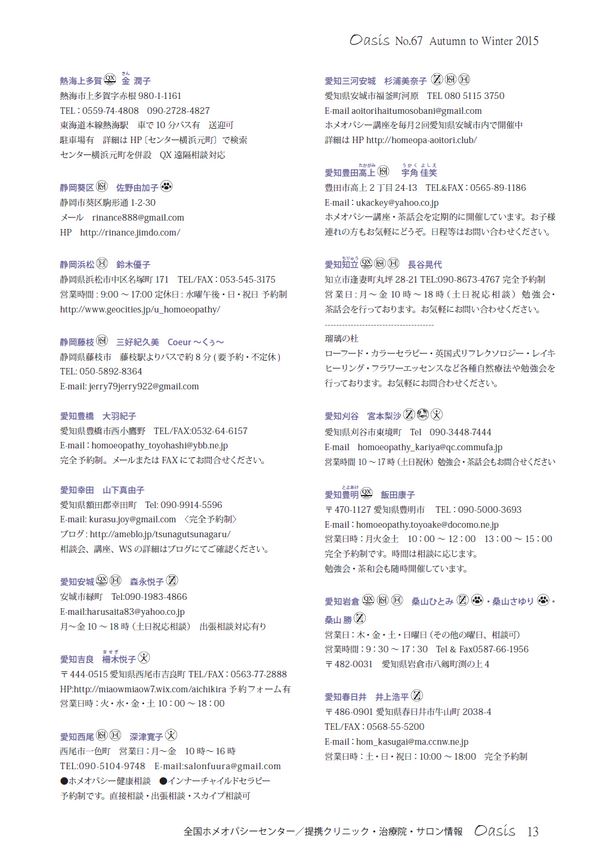 Oasis No.67 Autumn to Winter 2015
熱海上多賀 QX 金 潤子
きん
熱海市上多賀字赤根 980-1-1161
TEL：0559-74-4808 090-2728-4827
東海道本線熱海駅 車で 10 分バス有 送迎可
駐車場有 詳細は HP〔センター横浜元町〕で検索
センター横浜元町を併設 QX 遠隔相談対応
静岡葵区 佐野由加子
静岡市葵区駒形通 1-2-30
メール rinance888@gmail.com
HP http://rinance.jimdo.com/
静岡浜松 H 鈴木優子
静岡県浜松市中区名塚町 171 TEL/FAX：053-545-3175
営業時間 : 9:00 〜 17:00 定休日 : 水曜午後・日・祝日 予約制
http://www.geocities.jp/u_homoeopathy/
静岡藤枝 三好紀久美 Coeur 〜くぅ〜
静岡県藤枝市 藤枝駅よりバスで約 8 分 ( 要予約・不定休 )
TEL: 050-5892-8364
E-mail: jerry79jerry922@gmail.com
愛知豊橋 大羽紀子
愛知県豊橋市西小鷹野 TEL/FAX:0532-64-6157
E-mail：homoeopathy_toyohashi@ybb.ne.jp
完全予約制。メールまたは FAX にてお問合せください。
愛知幸田 山下真由子
愛知県額田郡幸田町 Tel: 090-9914-5596
E-mail: kurasu.joy@gmail.com 〈完全予約制〉
ブログ : http://ameblo.jp/tsunagutsunagaru/
相談会、講座、WS の詳細はブログにてご確認ください。
愛知安城 QX H 森永悦子 Z
安城市緑町 Tel:090-1983-4866
E-mail:harusaita83@yahoo.co.jp
月〜金 10 〜 18 時（土日祝応相談） 出張相談対応有り
愛知吉良 柵木悦子
ませぎ
〒 444-0515 愛知県西尾市吉良町 TEL/FAX：0563-77-2888
HP:http://miaowmiaow7.wix.com/aichikira 予約フォーム有
営業日時：火・水・金・土 10：00 〜 18：00
愛知西尾 H 深津寛子
西尾市一色町 営業日：月〜金 10時〜 16時
TEL:090-5104-9748 E-mail:salonfuura@gmail.com
●ホメオパシー健康相談 ●インナーチャイルドセラピー
予約制です。直接相談・出張相談・スカイプ相談可
愛知三河安城 杉浦美奈子 Z H
愛知県安城市福釜町河原 TEL 080 5115 3750
E-mail aoitorihaitumosobani@gmail.com
ホメオパシー講座を毎月2回愛知県安城市内で開催中
詳細は HP http://homeopa-aoitori.club/
愛知豊田高上 宇角 佳笑
たかがみ うかく よしえ
豊田市高上 2 丁目 24-13 TEL&FAX：0565-89-1186
E-mail：ukackey@yahoo.co.jp
ホメオパシー講座・茶話会を定期的に開催しています。お子様
連れの方もお気軽にどうぞ。日程等はお問い合わせください。
愛知知立 QX H 長谷晃代
ちりゅう
知立市逢妻町丸坪 28-21 TEL:090-8673-4767 完全予約制
営業日：月〜金 10 時〜 18 時（土日祝応相談）勉強会・
茶話会を行っております。お気軽にお問い合わせください。
瑠璃の杜
ローフード・カラーセラピー・英国式リフレクソロジー・レイキ
ヒーリング・フラワーエッセンスなど各種自然療法や勉強会を
行っております。お気軽にお問合わせください。
愛知刈谷 宮本梨沙 Z
愛知県刈谷市東境町 Tel 090-3448-7444
E-mail homoeopathy_kariya@qc.commufa.jp
営業時間 10 〜 17 時 (土日祝休) 勉強会・茶話会もお問合わせください
愛知豊明 QX 飯田康子
とよあけ
〒 470-1127 愛知県豊明市 TEL：090-5000-3693
E-mail：homoeopathy.toyoake@docomo.ne.jp
営業日時：月火金土 10：00 〜 12：00 13：00 〜 15：00
完全予約制です。時間は相談に応じます。
勉強会・茶和会も随時開催しています。
愛知岩倉 QX H 桑山ひとみ Z ・桑山さゆり ・
桑山 勝 Z
営業日：木・金・土・日曜日（その他の曜日、相談可）
営業時間：9：30 〜 17：30 Tel & Fax0587-66-1956
〒 482-0031 愛知県岩倉市八剱町渕の上 4
愛知春日井 井上浩平 Z
〒 486-0901 愛知県春日井市牛山町 2038-4
TEL/FAX：0568-55-5200
E-mail：hom_kasugai@ma.ccnw.ne.jp
営業日時：土・日・祝日：10:00 〜 18:00 完全予約制
全国ホメオパシーセンター／提携クリニック・治療院・サロン情報 Oasis 13